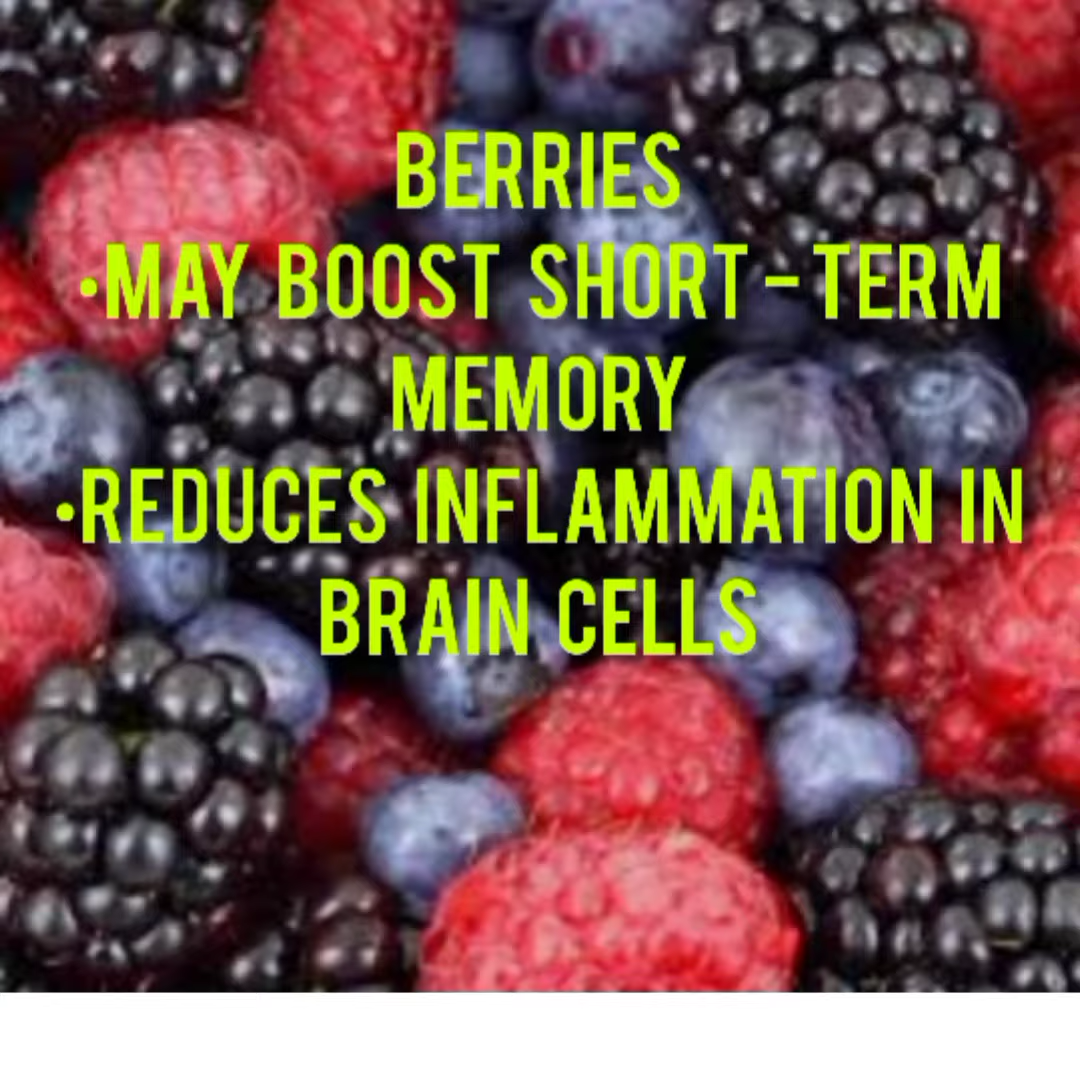 BERRIES
•MAY BOOST SHORT-TERM
MEMORY
•REDUCES INFLAMMATION IN
BRAIN CELLS